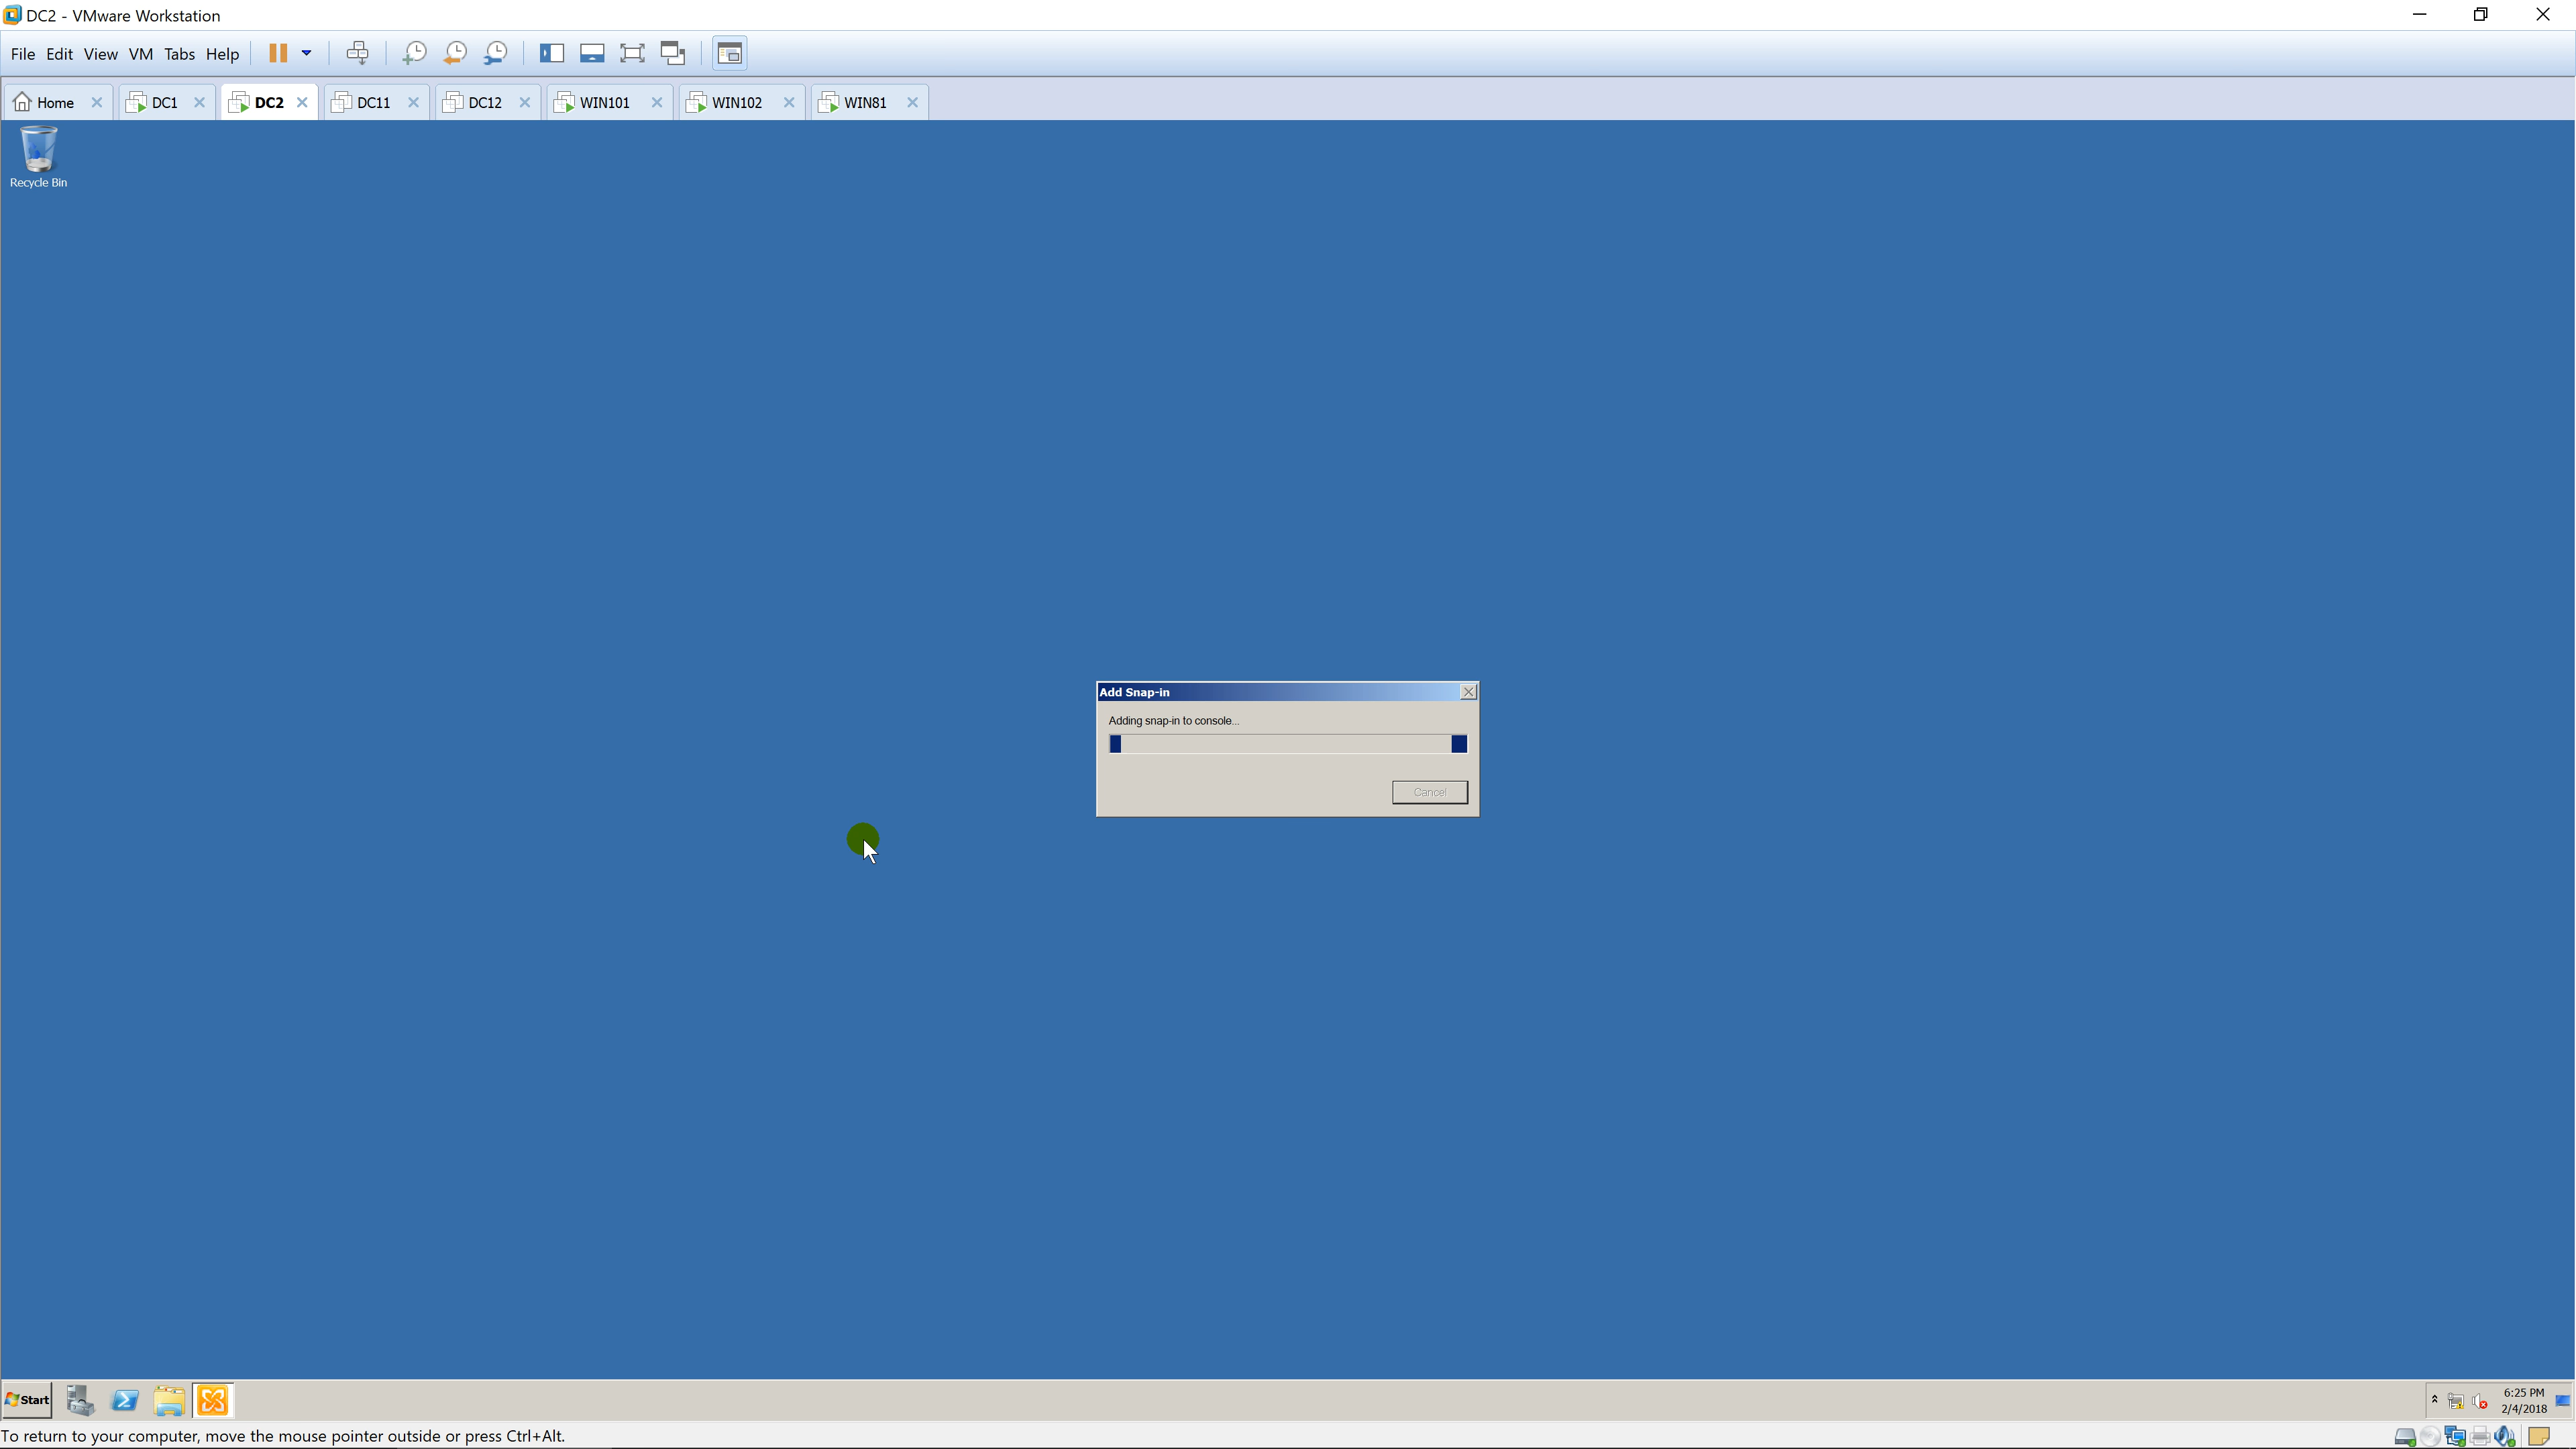 DC2 - VMware Workstation
File Edit View VM Tabs Help
Home DC1 DC2 DC11 DC12 WIN101 WIN102 WIN81
Recycle Bin
Add Snap-in
Adding snap-in to console...
Cancel
Start
6:25 PM
2/4/2018
To return to your computer, move the mouse pointer outside or press Ctrl+Alt.